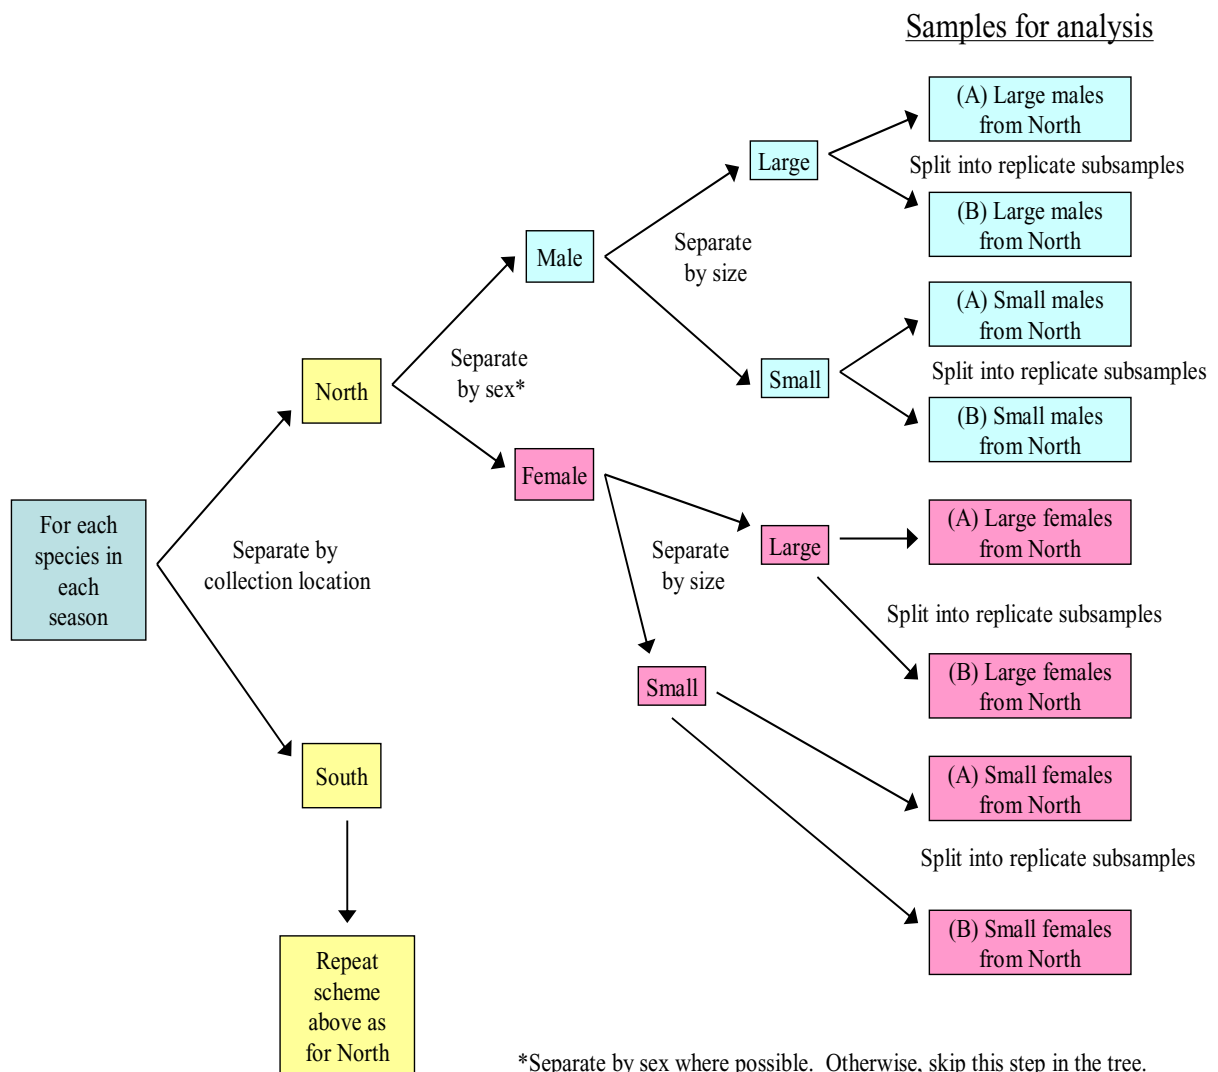 Samples for analysis
(A) Large males
from North
Large
Split into replicate subsamples
(B) Large males
from North
Male
Separate
by size
(A) Small males
from North
Small
Split into replicate subsamples
(B) Small males
from North
North
Separate
by sex*
Female
(A) Large females
from North
Large
Separate
by size
Split into replicate subsamples
(B) Large females
from North
For each
species in
each
season
Separate by
collection location
Small
(A) Small females
from North
Split into replicate subsamples
(B) Small females
from North
South
Repeat
scheme
above as
for North
*Separate by sex where possible.  Otherwise, skip this step in the tree.